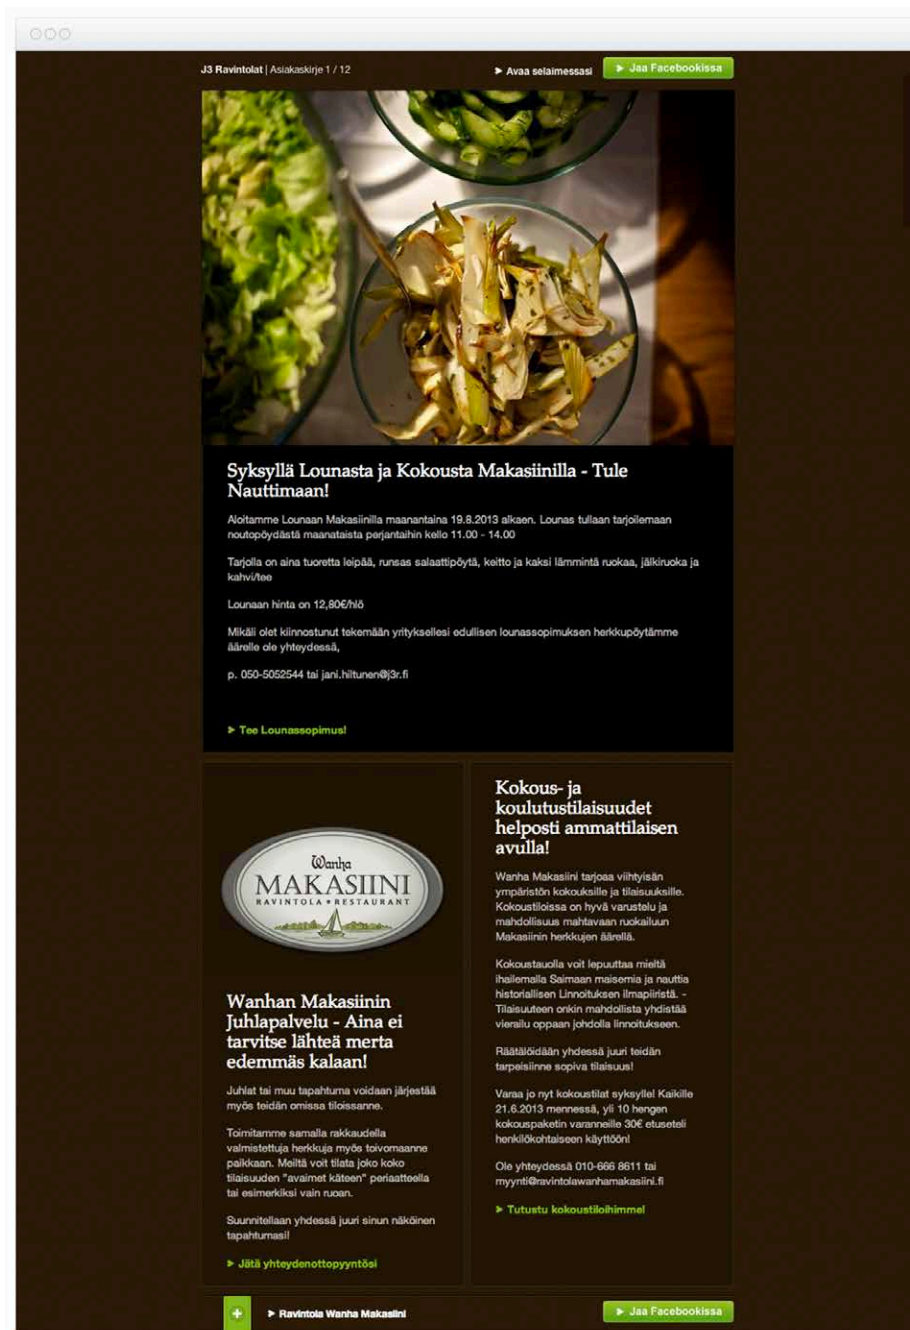 J3 Ravintolat | Asiakaskirje 1 / 12
Avaa selaimessasi
Jaa Facebookissa
Syksyllä Lounasta ja Kokousta Makasiinilla - Tule
Nauttimaan!
Aloitamme Lounaan Makasiinilla maanantaina 19.8.2013 alkaen. Lounas tullaan tarjoilemaan
noutopöydästä maanataista perjantaihin kello 11.00 - 14.00
Tarjolla on aina tuoretta leipää, runsas salaattipöytä, keitto ja kaksi lämmintä ruokaa, jälkiruoka ja
kahvi/tee
Lounaan hinta on 12,80€/hlö
Mikäli olet kiinnostunut tekemään yrityksellesi edullisen lounassopimuksen herkkupöytämme
äärelle ole yhteydessä,
p. 050-5052544 tai jani.hiltunen@j3r.fi
Tee Lounassopimus!
Wanha
MAKASIINI
RAVINTOLA • RESTAURANT
Wanhan Makasiinin
Juhlapalvelu - Aina ei
tarvitse lähteä merta
edemmäs kalaan!
Juhlat tai muu tapahtuma voidaan järjestää
myös teidän omissa tiloissanne.
Toimitamme samalla rakkaudella
valmistettuja herkkuja myös toivomaanne
paikkaan. Meiltä voit tilata joko koko
tilaisuuden "avaimet käteen" periaatteella
tai esimerkiksi vain ruoan.
Suunnitellaan yhdessä juuri sinun näköinen
tapahtumasi!
Jätä yhteydenottopyyntösi
Kokous- ja
koulutustilaisuudet
helposti ammattilaisen
avulla!
Wanha Makasiini tarjoaa viihtyisän
ympäristön kokouksille ja tilaisuuksille.
Kokoustiloissa on hyvä varustelu ja
mahdollisuus mahtavaan ruokailuun
Makasiinin herkkujen äärellä.
Kokoustauolla voit lepuuttaa mieltä
ihailemalla Saimaan maisemia ja nauttia
historiallisen Linnoituksen ilmapiiristä. -
Tilaisuuteen onkin mahdollista yhdistää
vierailu oppaan johdolla linnoitukseen.
Räätälöidään yhdessä juuri teidän
tarpeisiinne sopiva tilaisuus!
Varaa jo nyt kokoustilat syksylle! Kaikille
21.6.2013 mennessä, yli 10 hengen
kokouspaketin varanneille 30€ etuseteli
henkilökohtaiseen käyttöön!
Ole yhteydessä 010-666 8611 tai
myynti@ravintolawanhamakasiini.fi
Tutustu kokoustiloihimme!
Ravintola Wanha Makasiini
Jaa Facebookissa